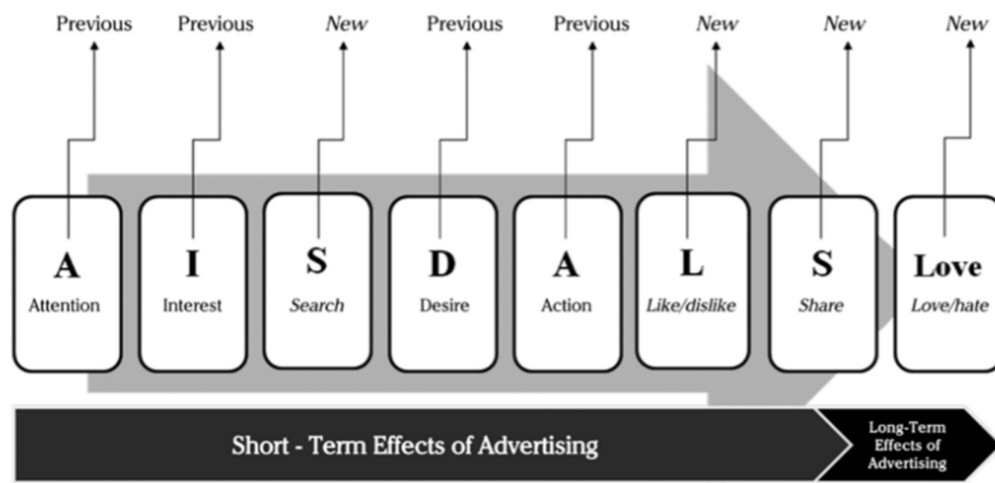 Previous Previous New Previous Previous New New New
A I S D A L S Love
Attention Interest Search Desire Action Like/dislike Share Love/hate
Short - Term Effects of Advertising
Long-Term
Effects of
Advertising